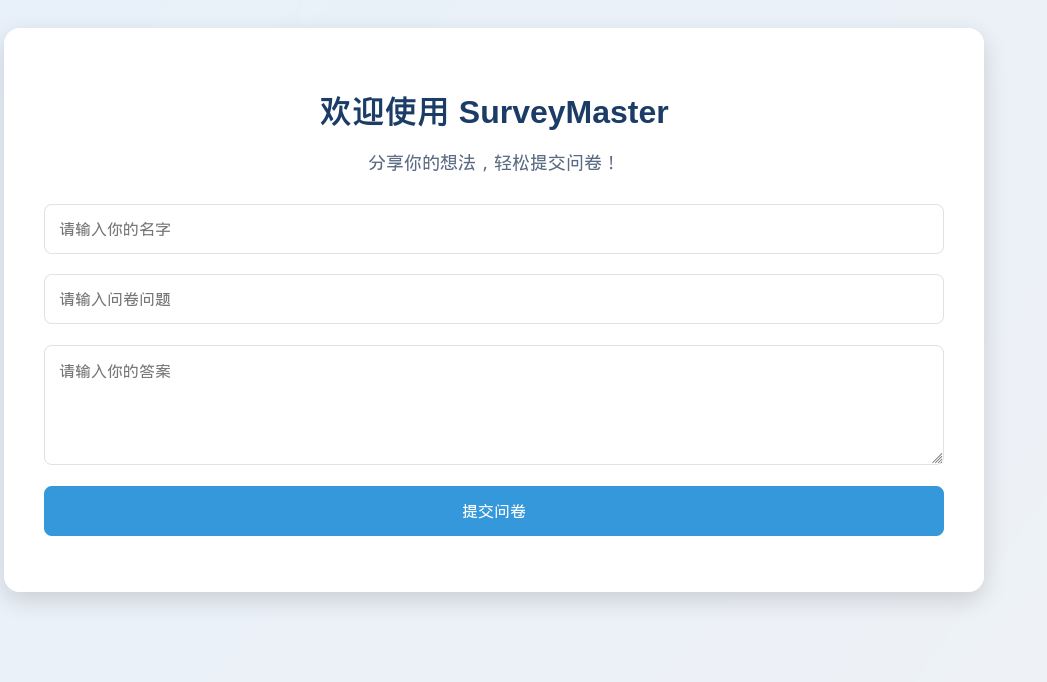 欢迎使用 SurveyMaster
分享你的想法，轻松提交问卷！
请输入你的名字
请输入问卷问题
请输入你的答案
提交问卷